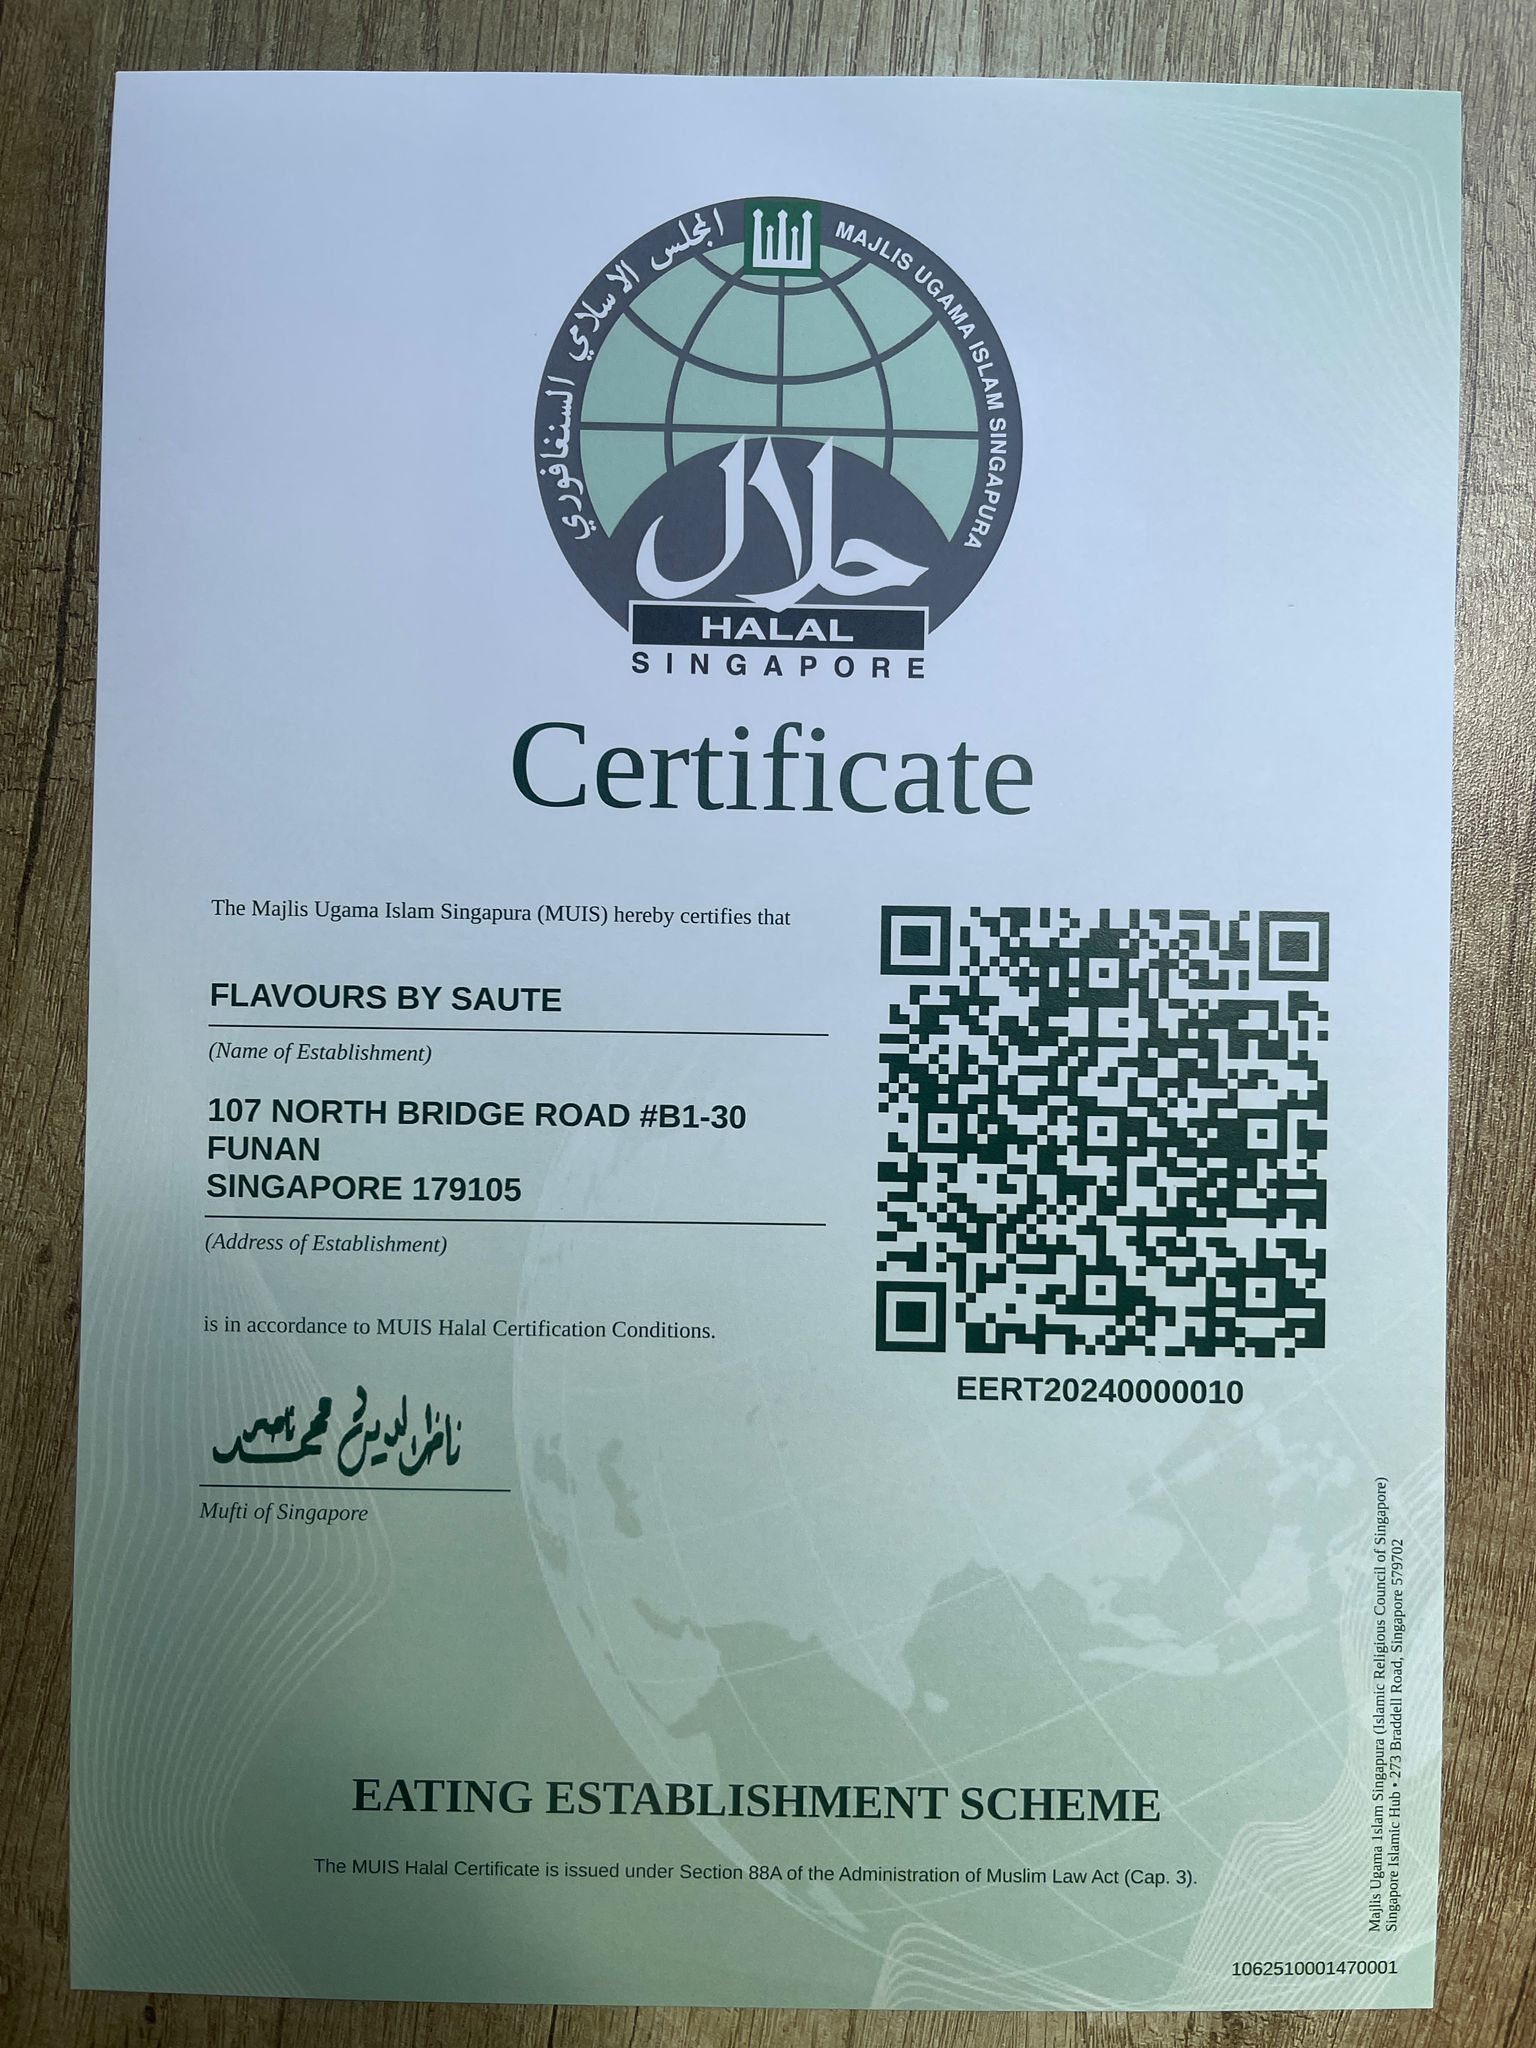 المجلس الاسلامي السنغافوري
MAJLIS UGAMA ISLAM SINGAPURA
حلال
HALAL
SINGAPORE
Certificate
The Majlis Ugama Islam Singapura (MUIS) hereby certifies that
FLAVOURS BY SAUTE
(Name of Establishment)
107 NORTH BRIDGE ROAD #B1-30
FUNAN
SINGAPORE 179105
(Address of Establishment)
is in accordance to MUIS Halal Certification Conditions.
EERT20240000010
Mufti of Singapore
EATING ESTABLISHMENT SCHEME
The MUIS Halal Certificate is issued under Section 88A of the Administration of Muslim Law Act (Cap. 3).
Majlis Ugama Islam Singapura (Islamic Religious Council of Singapore)
Singapore Islamic Hub • 273 Braddell Road, Singapore 579702
1062510001470001